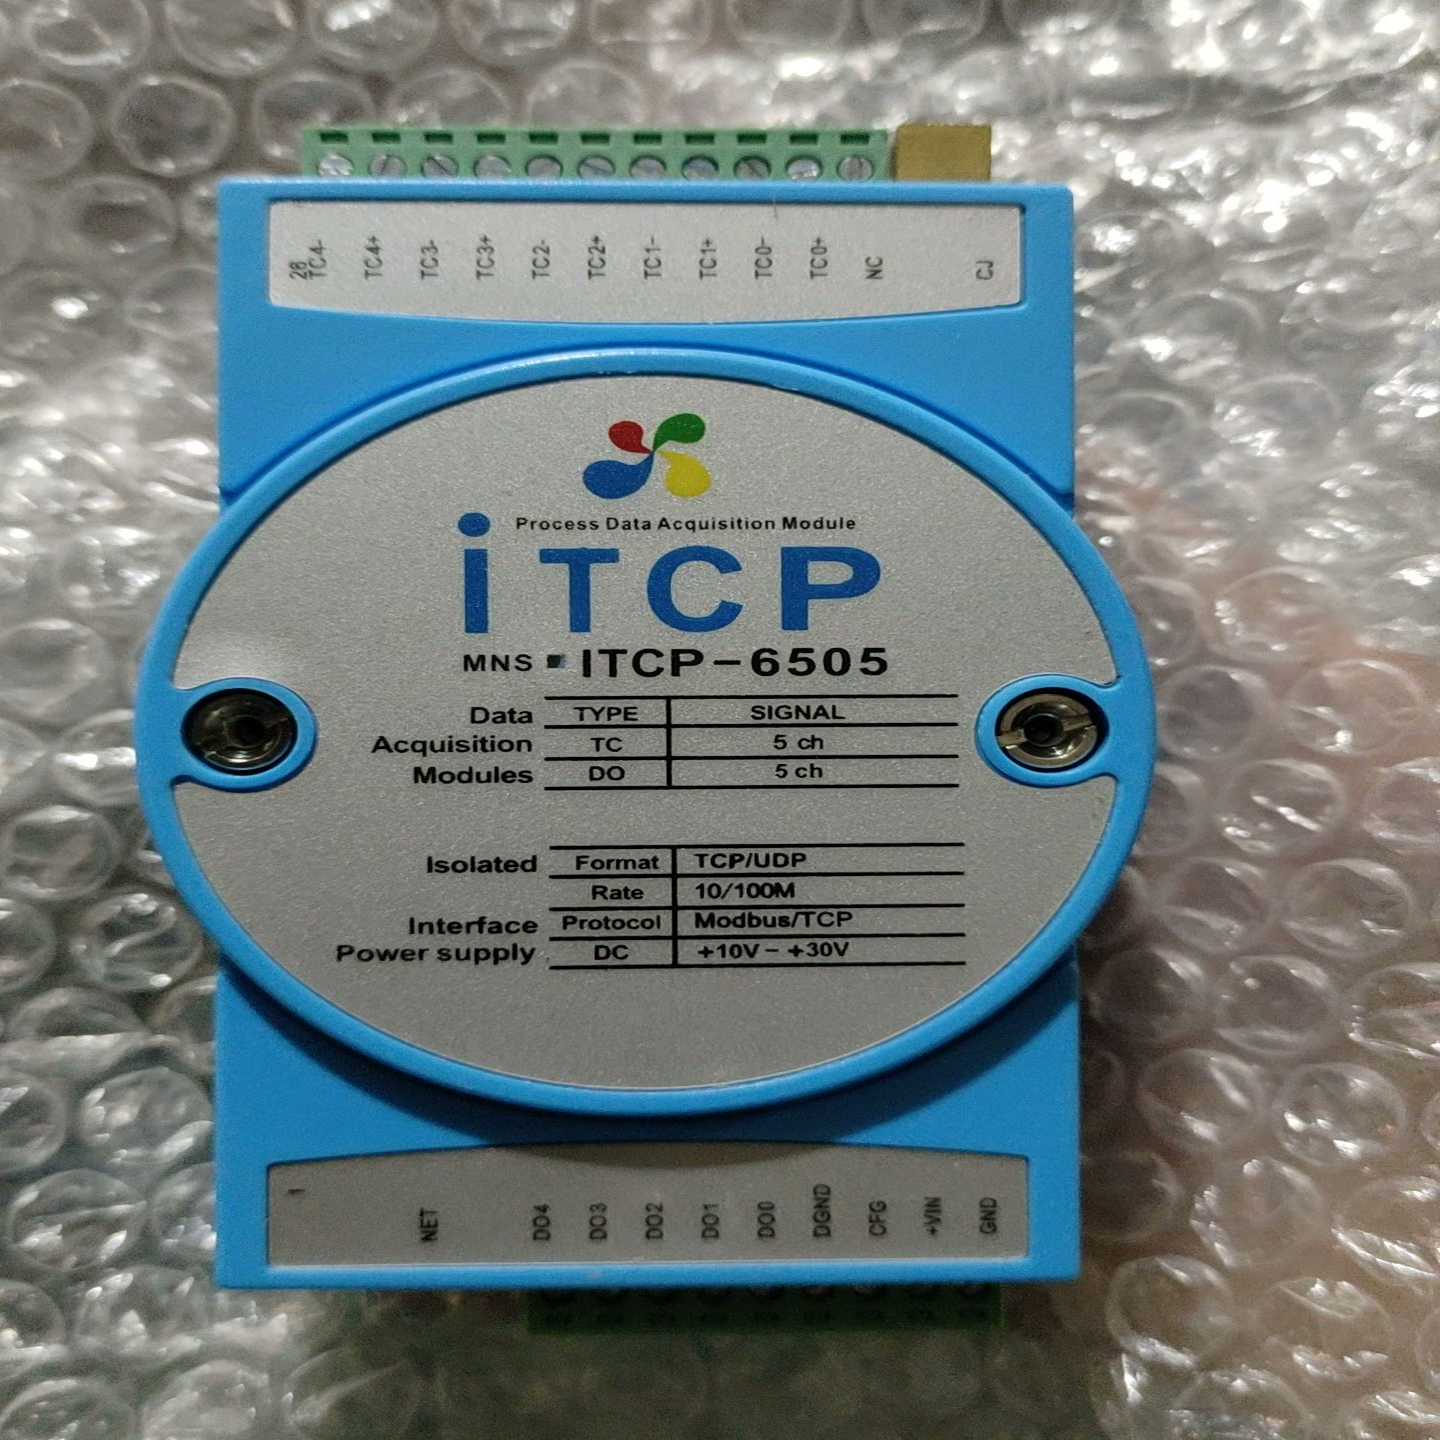 28 TC4- TC4+ TC3- TC3+ TC2- TC2+ TC1- TC1+ TC0- TC0+ NC CJ
Process Data Acquisition Module
iTCP
MNS ITCP-6505
Data TYPE SIGNAL
Acquisition TC 5 ch
Modules DO 5 ch
Isolated Format TCP/UDP
Rate 10/100M
Interface Protocol Modbus/TCP
Power supply DC +10V - +30V
1 NET DO4 DO3 DO2 DO1 DO0 DGND CFG +VIN GND